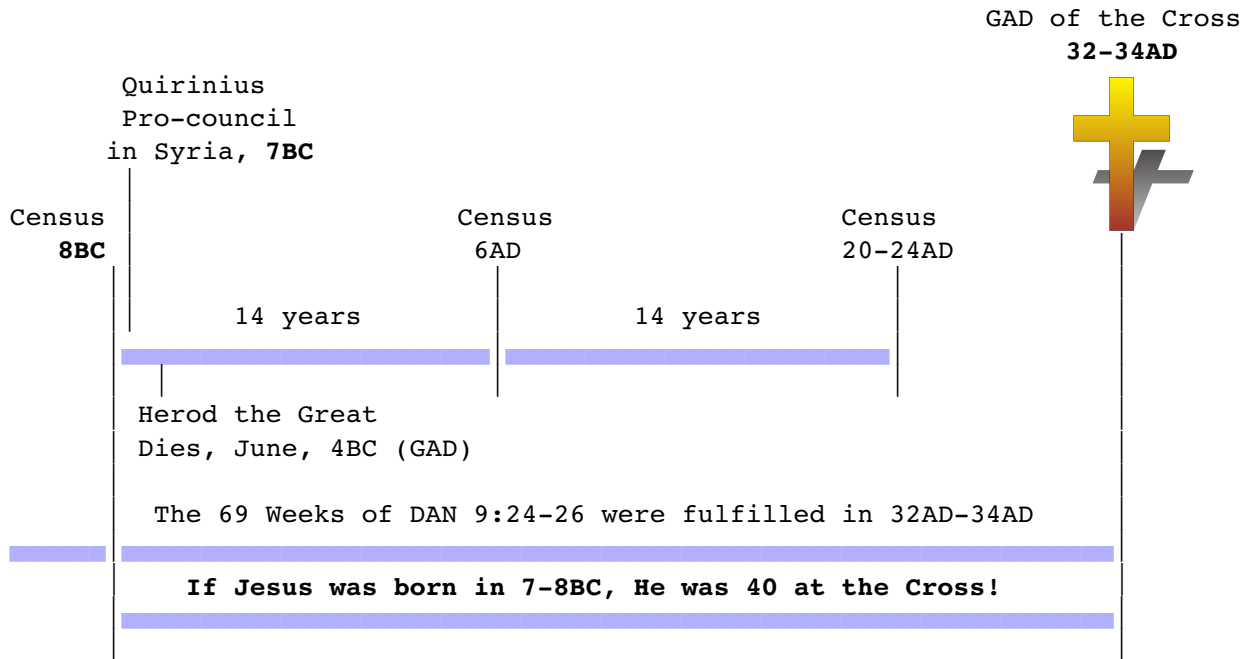 GAD of the Cross
32-34AD
Quirinius
Pro-council
in Syria, 7BC
Census
8BC
Census
6AD
Census
20-24AD
14 years
14 years
Herod the Great
Dies, June, 4BC (GAD)
The 69 Weeks of DAN 9:24-26 were fulfilled in 32AD-34AD
If Jesus was born in 7-8BC, He was 40 at the Cross!